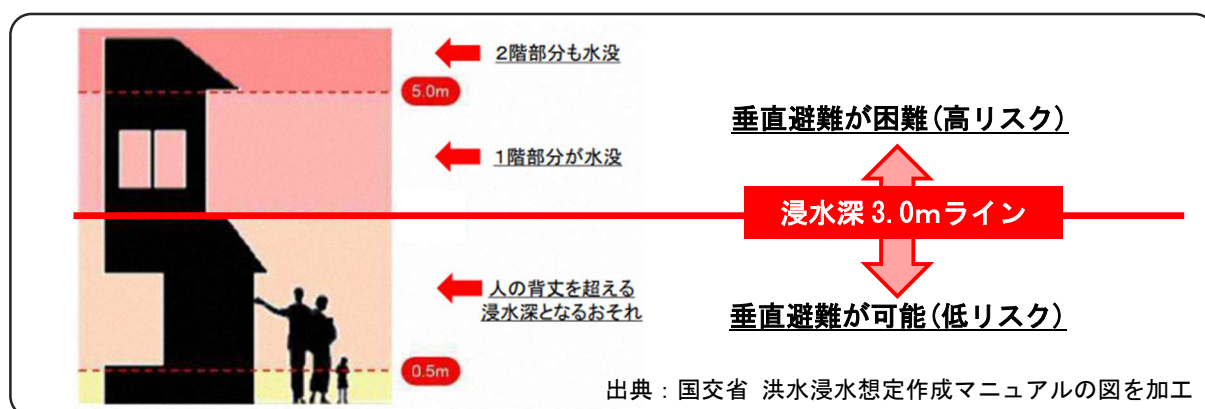 2階部分も水没
5.0m
垂直避難が困難(高リスク)
1階部分が水没
浸水深3.0mライン
人の背丈を超える
浸水深となるおそれ
垂直避難が可能(低リスク)
0.5m
出典：国交省 洪水浸水想定作成マニュアルの図を加工